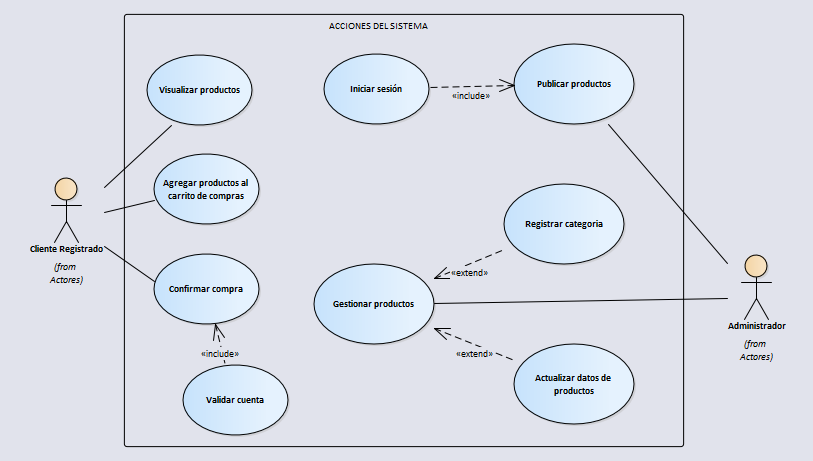 ACCIONES DEL SISTEMA
Visualizar productos
Iniciar sesión
«include»
Publicar productos
Agregar productos al
carrito de compras
Cliente Registrado
(from
Actores)
Registrar categoria
«extend»
Confirmar compra
Gestionar productos
Administrador
(from
Actores)
«include»
«extend»
Actualizar datos de
productos
Validar cuenta